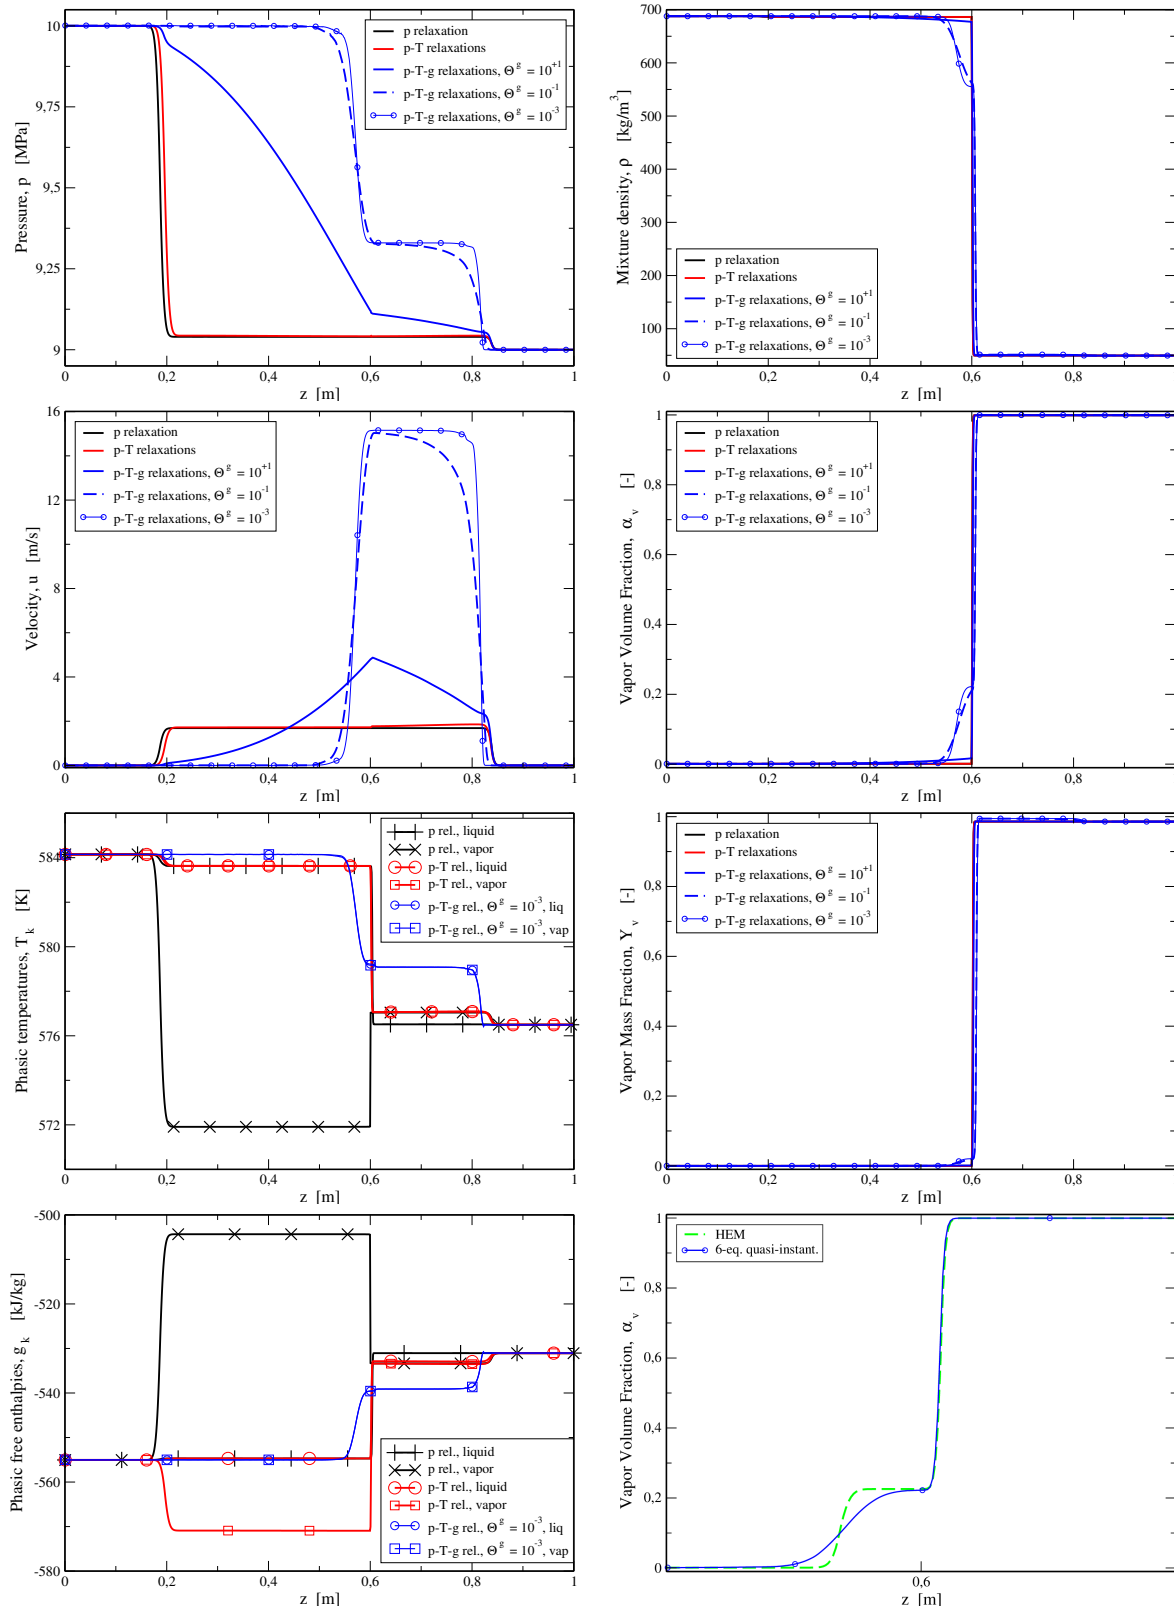 Pressure, p [MPa]
10
9,75
9,5
9,25
9
p relaxation
p-T relaxations
p-T-g relaxations, Θ^g = 10^+1
p-T-g relaxations, Θ^g = 10^-1
p-T-g relaxations, Θ^g = 10^-3
0 0,2 0,4 0,6 0,8 1
z [m]
Mixture density, ρ [kg/m^3]
700
600
500
400
300
200
100
p relaxation
p-T relaxations
p-T-g relaxations, Θ^g = 10^+1
p-T-g relaxations, Θ^g = 10^-1
p-T-g relaxations, Θ^g = 10^-3
0 0,4 0,6 0,8
z [m]
Velocity, u [m/s]
16
12
8
4
0
p relaxation
p-T relaxations
p-T-g relaxations, Θ^g = 10^+1
p-T-g relaxations, Θ^g = 10^-1
p-T-g relaxations, Θ^g = 10^-3
0 0,2 0,4 0,6 0,8 1
z [m]
Vapor Volume Fraction, α_v [-]
1
0,8
0,6
0,4
0,2
0
p relaxation
p-T relaxations
p-T-g relaxations, Θ^g = 10^+1
p-T-g relaxations, Θ^g = 10^-1
p-T-g relaxations, Θ^g = 10^-3
0 0,2 0,4 0,6 0,8
z [m]
Phasic temperatures, T_k [K]
584
580
576
572
p rel., liquid
p rel., vapor
p-T rel., liquid
p-T rel., vapor
p-T-g rel., Θ^g = 10^-3, liq
p-T-g rel., Θ^g = 10^-3, vap
0 0,2 0,4 0,6 0,8 1
z [m]
Vapor Mass Fraction, Y_v [-]
1
0,8
0,6
0,4
0,2
0
p relaxation
p-T relaxations
p-T-g relaxations, Θ^g = 10^+1
p-T-g relaxations, Θ^g = 10^-1
p-T-g relaxations, Θ^g = 10^-3
0 0,2 0,4 0,6 0,8
z [m]
Phasic free enthalpies, g_k [kJ/kg]
-500
-520
-540
-560
-580
p rel., liquid
p rel., vapor
p-T rel., liquid
p-T rel., vapor
p-T-g rel., Θ^g = 10^-3, liq
p-T-g rel., Θ^g = 10^-3, vap
0 0,2 0,4 0,6 0,8 1
z [m]
Vapor Volume Fraction, α_v [-]
1
0,8
0,6
0,4
0,2
0
HEM
6-eq. quasi-instant.
0,6
z [m]